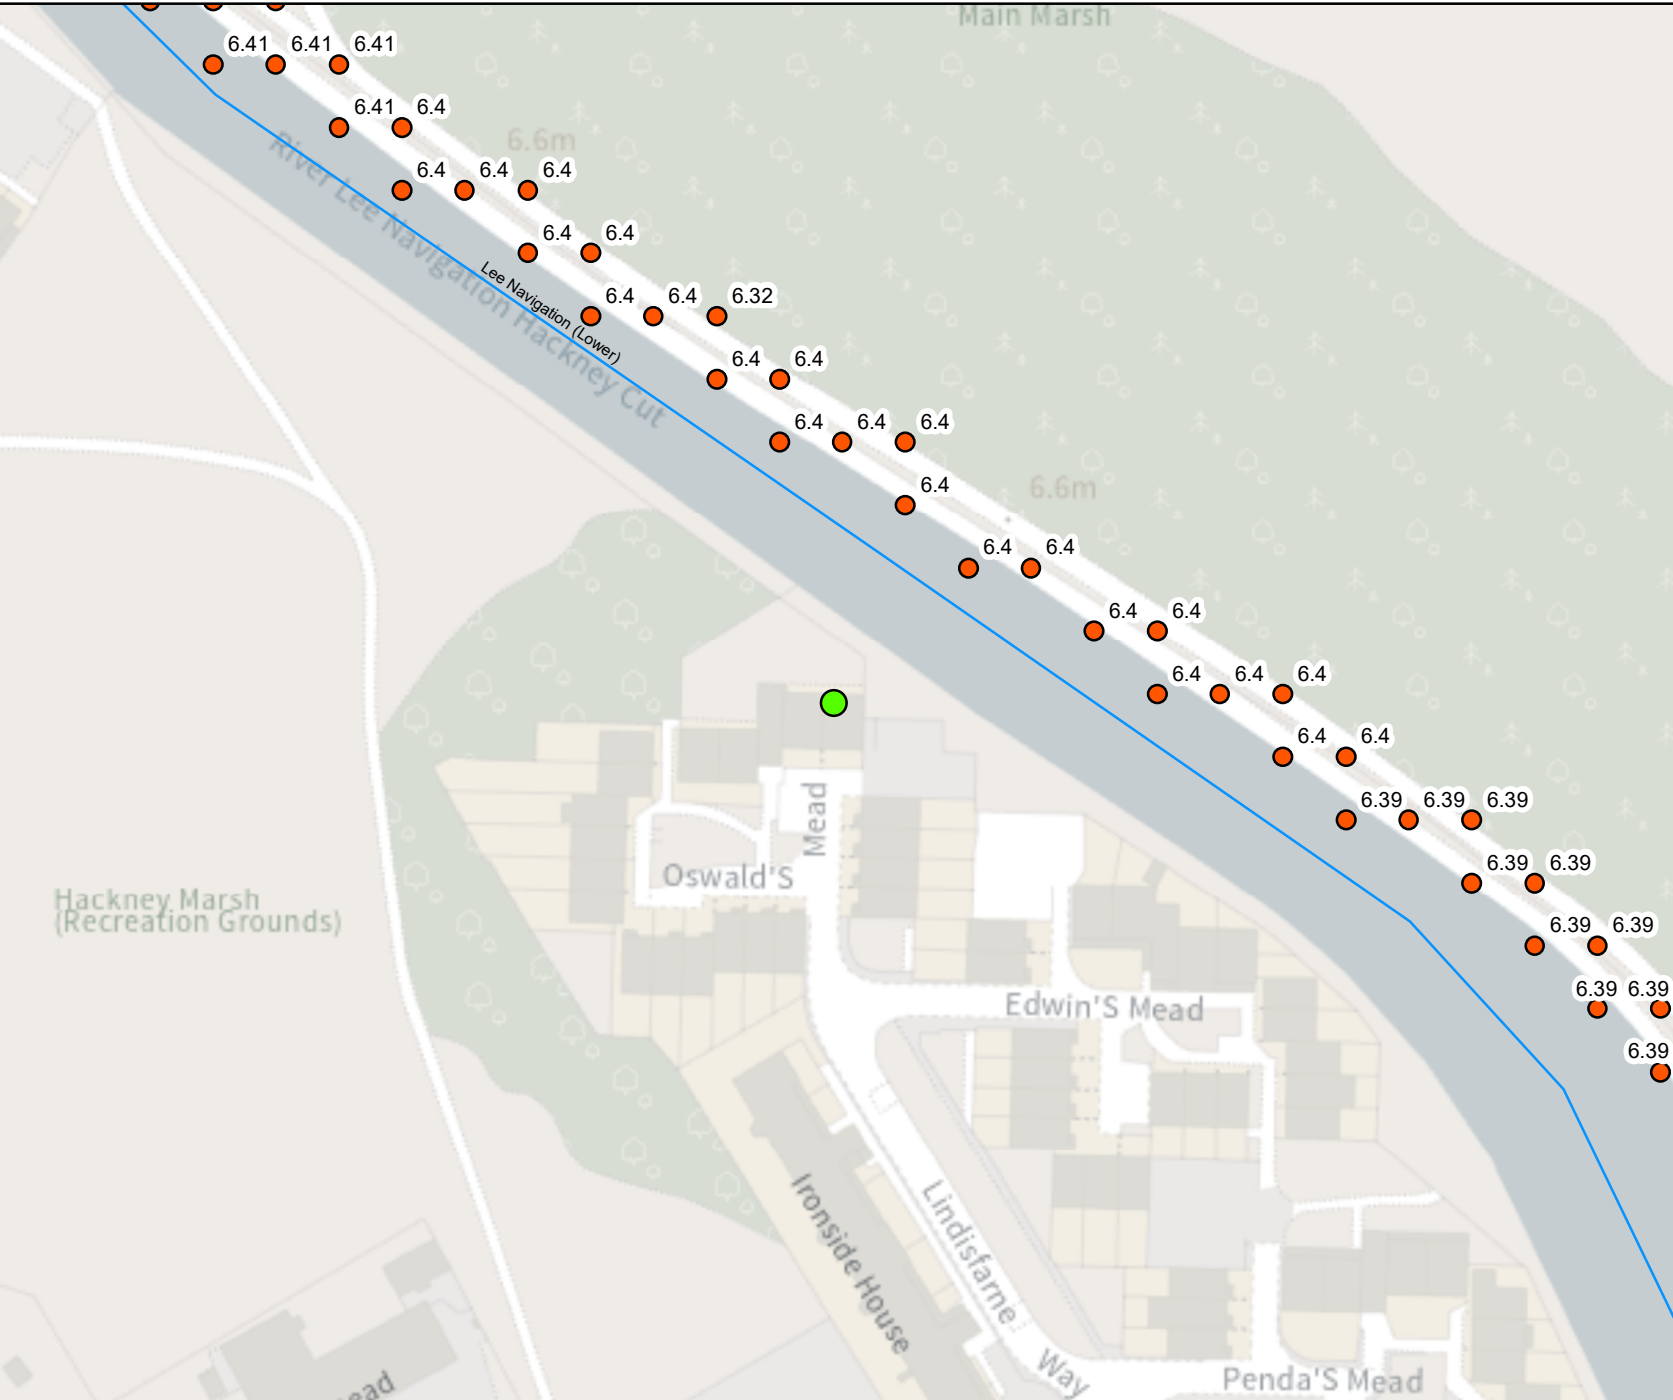 Main Marsh
6.41 6.41 6.41
6.41 6.4
6.6m
6.4 6.4 6.4
6.4 6.4
6.4 6.4 6.32
River Lee Navigation Hackney Cut
Lee Navigation (Lower)
6.4 6.4
6.4 6.4 6.4
6.4
6.6m
6.4 6.4
6.4 6.4
6.4 6.4 6.4
6.4 6.4
6.39 6.39 6.39
6.39 6.39
6.39 6.39
6.39 6.39
6.39
Oswald'S Mead
Hackney Marsh
(Recreation Grounds)
Edwin'S Mead
Ironside House
Lindisfarne Way
Penda'S Mead
ead